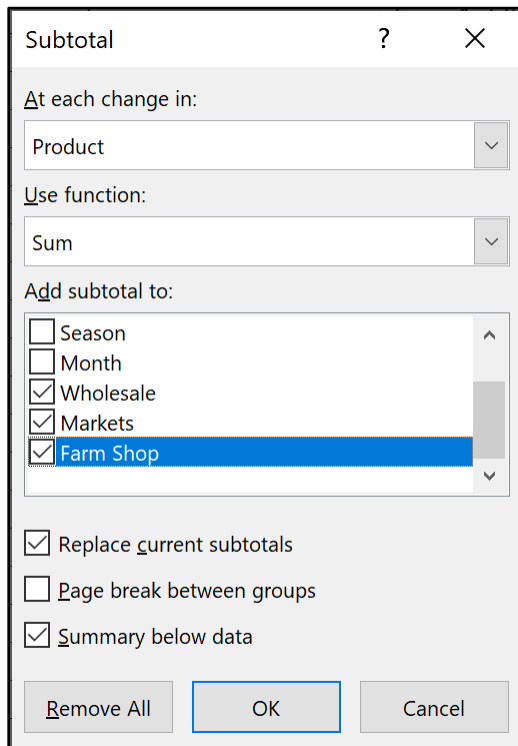 Subtotal ?
At each change in:
Product
Use function:
Sum
Add subtotal to:
Season
Month
Wholesale
Markets
Farm Shop
Replace current subtotals
Page break between groups
Summary below data
Remove All OK Cancel